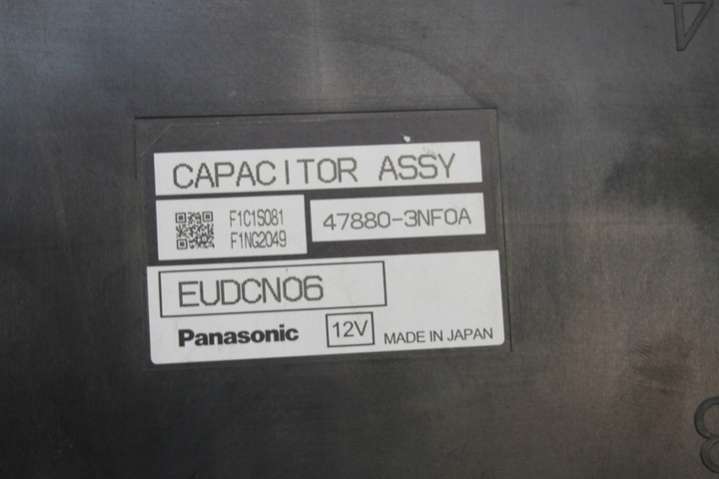 CAPACITOR ASSY
F1C1S081
F1NG2049
47880-3NF0A
EUDCN06
Panasonic
12V
MADE IN JAPAN